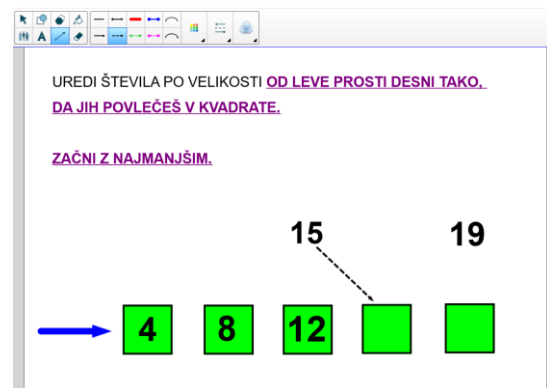 UREDI ŠTEVILA PO VELIKOSTI OD LEVE PROSTI DESNI TAKO,
DA JIH POVLEČEŠ V KVADRATE.
ZAČNI Z NAJMANJŠIM.
15 19
4 8 12